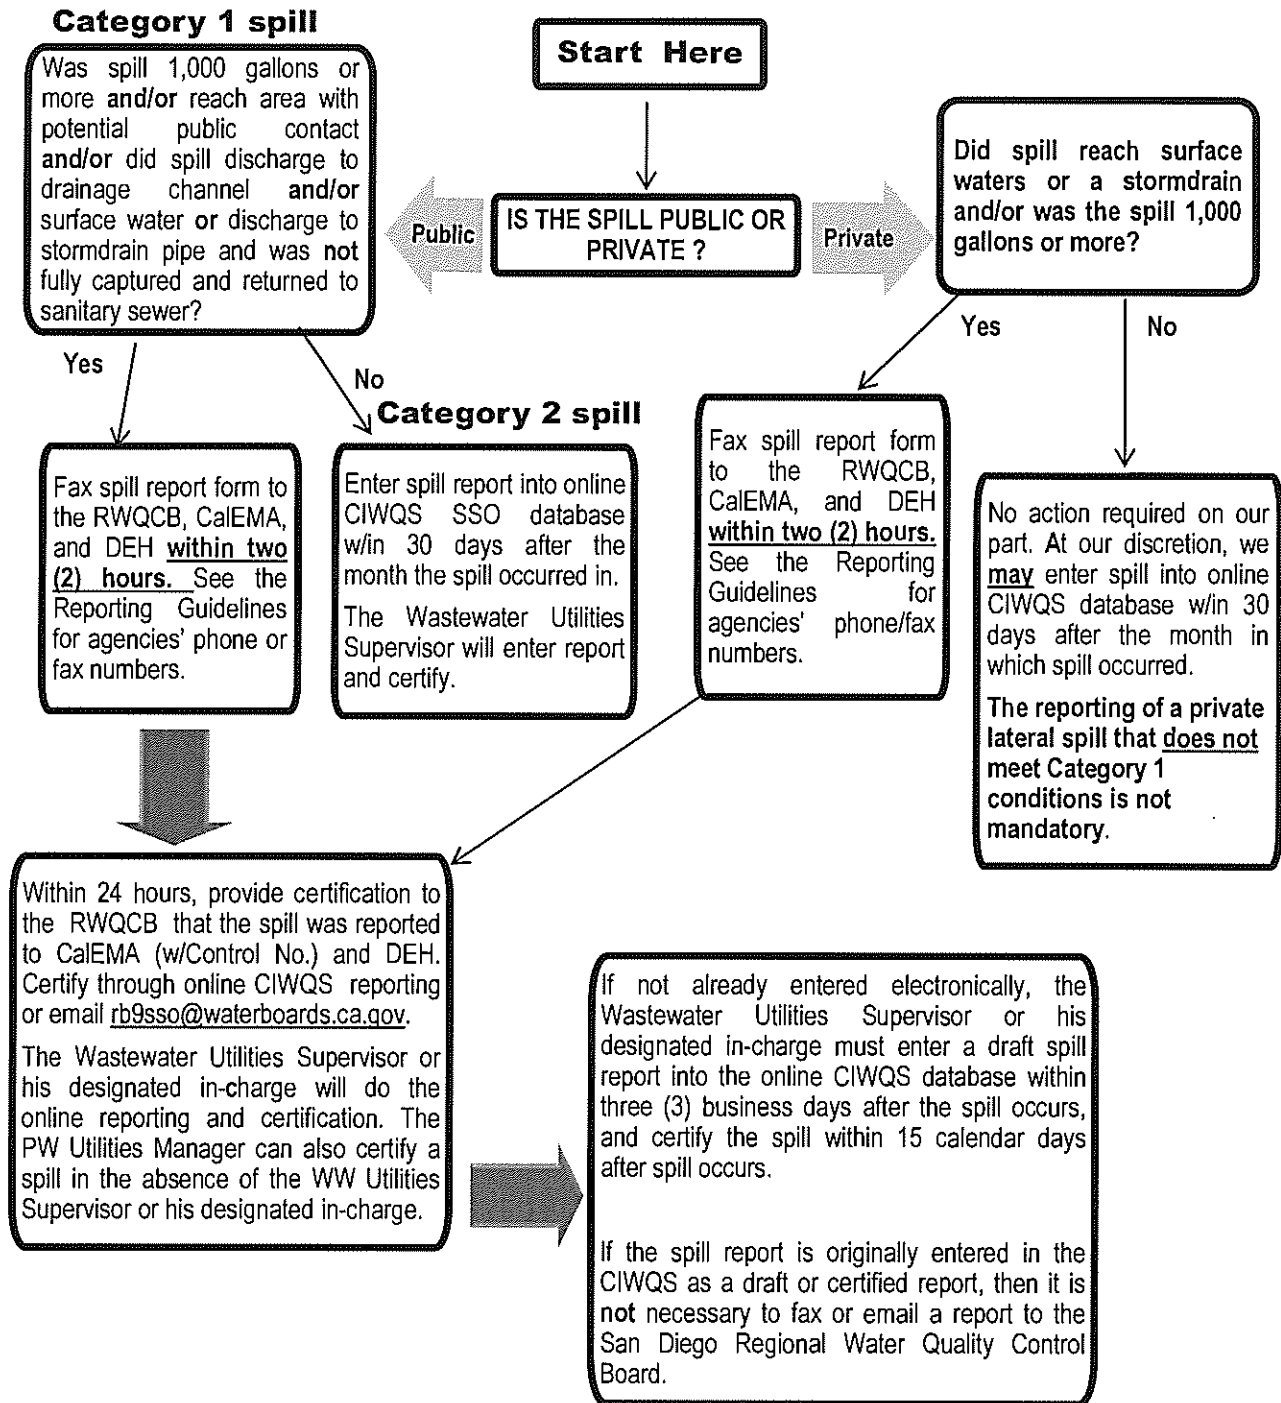 Category 1 spill
Was spill 1,000 gallons or
more and/or reach area with
potential public contact
and/or did spill discharge to
drainage channel and/or
surface water or discharge to
stormdrain pipe and was not
fully captured and returned to
sanitary sewer?
Start Here
IS THE SPILL PUBLIC OR
PRIVATE ?
Public
Private
Did spill reach surface
waters or a stormdrain
and/or was the spill 1,000
gallons or more?
Yes
No
Yes
No
Category 2 spill
Fax spill report form to
the RWQCB, CalEMA,
and DEH within two
(2) hours. See the
Reporting Guidelines
for agencies' phone or
fax numbers.
Enter spill report into online
CIWQS SSO database
w/in 30 days after the
month the spill occurred in.
The Wastewater Utilities
Supervisor will enter report
and certify.
Fax spill report form
to the RWQCB,
CalEMA, and DEH
within two (2) hours.
See the Reporting
Guidelines for
agencies' phone/fax
numbers.
No action required on our
part. At our discretion, we
may enter spill into online
CIWQS database w/in 30
days after the month in
which spill occurred.
The reporting of a private
lateral spill that does not
meet Category 1
conditions is not
mandatory.
Within 24 hours, provide certification to
the RWQCB that the spill was reported
to CalEMA (w/Control No.) and DEH.
Certify through online CIWQS reporting
or email rb9sso@waterboards.ca.gov.
The Wastewater Utilities Supervisor or
his designated in-charge will do the
online reporting and certification. The
PW Utilities Manager can also certify a
spill in the absence of the WW Utilities
Supervisor or his designated in-charge.
If not already entered electronically, the
Wastewater Utilities Supervisor or his
designated in-charge must enter a draft spill
report into the online CIWQS database within
three (3) business days after the spill occurs,
and certify the spill within 15 calendar days
after spill occurs.
If the spill report is originally entered in the
CIWQS as a draft or certified report, then it is
not necessary to fax or email a report to the
San Diego Regional Water Quality Control
Board.